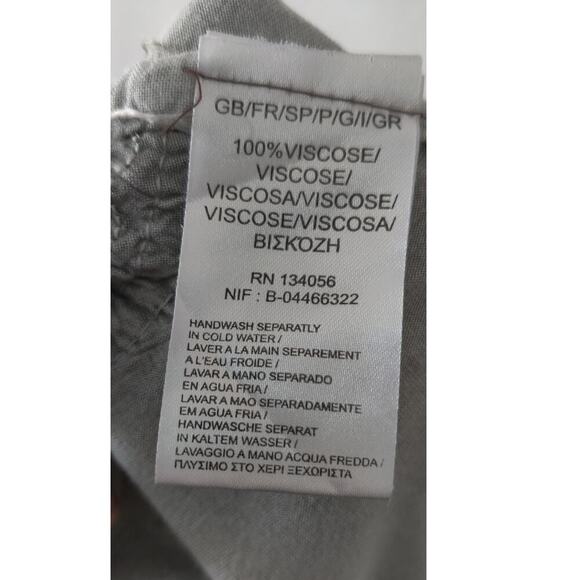 GB/FR/SP/P/G/I/GR
100%VISCOSE/
VISCOSE/
VISCOSA/VISCOSE/
VISCOSE/VISCOSA/
ΒΙΣΚΌΖΗ
RN 134056
NIF : B-04466322
HANDWASH SEPARATLY
IN COLD WATER /
LAVER A LA MAIN SEPAREMENT
A L'EAU FROIDE /
LAVAR A MANO SEPARADO
EN AGUA FRIA /
LAVAR A MAO SEPARADAMENTE
EM AGUA FRIA /
HANDWASCHE SEPARAT
IN KALTEM WASSER /
LAVAGGIO A MANO ACQUA FREDDA /
ΠΛΥΣΙΜΟ ΣΤΟ ΧΕΡΙ ΞΕΧΩΡΙΣΤΑ